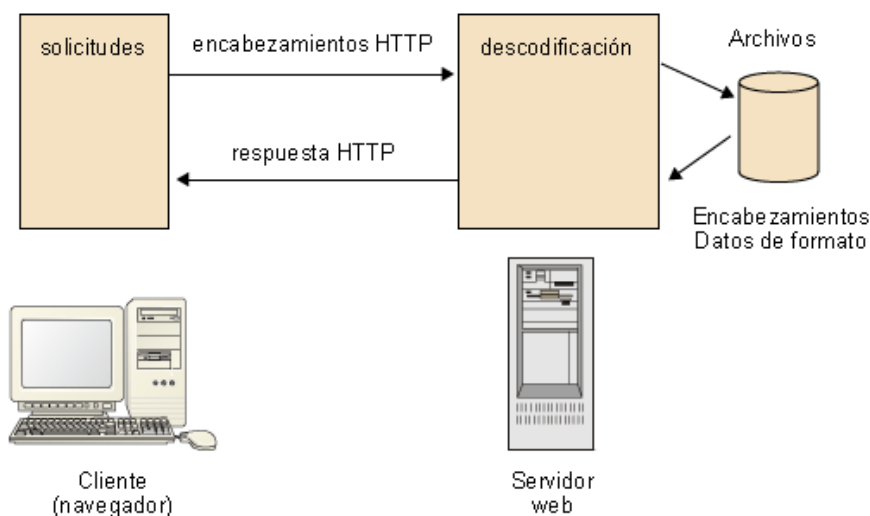 solicitudes
encabezamientos HTTP
descodificación
Archivos
respuesta HTTP
Encabezamientos
Datos de formato
Cliente
(navegador)
Servidor
web